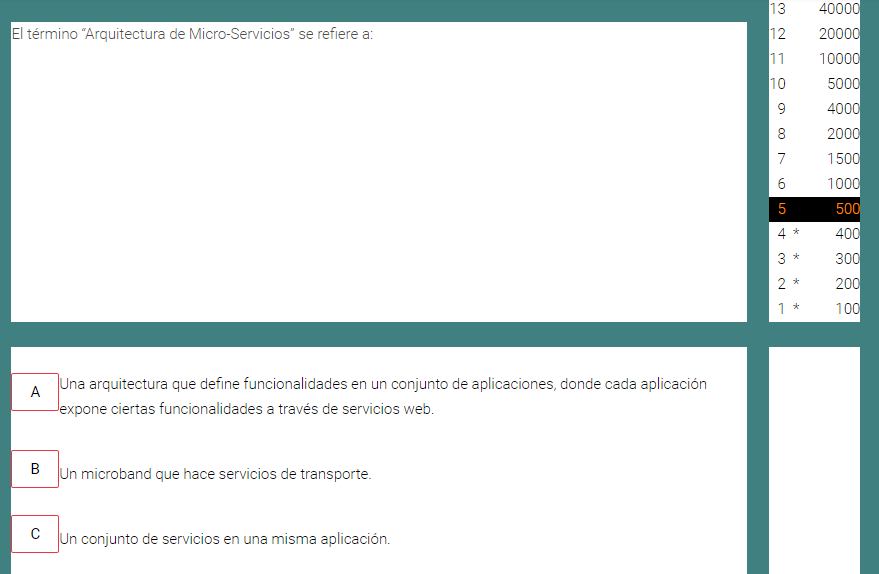 El término “Arquitectura de Micro-Servicios” se refiere a:
13 40000
12 20000
11 10000
10 5000
9 4000
8 2000
7 1500
6 1000
5 500
4 * 400
3 * 300
2 * 200
1 * 100
A Una arquitectura que define funcionalidades en un conjunto de aplicaciones, donde cada aplicación
expone ciertas funcionalidades a través de servicios web.
B Un microband que hace servicios de transporte.
C Un conjunto de servicios en una misma aplicación.